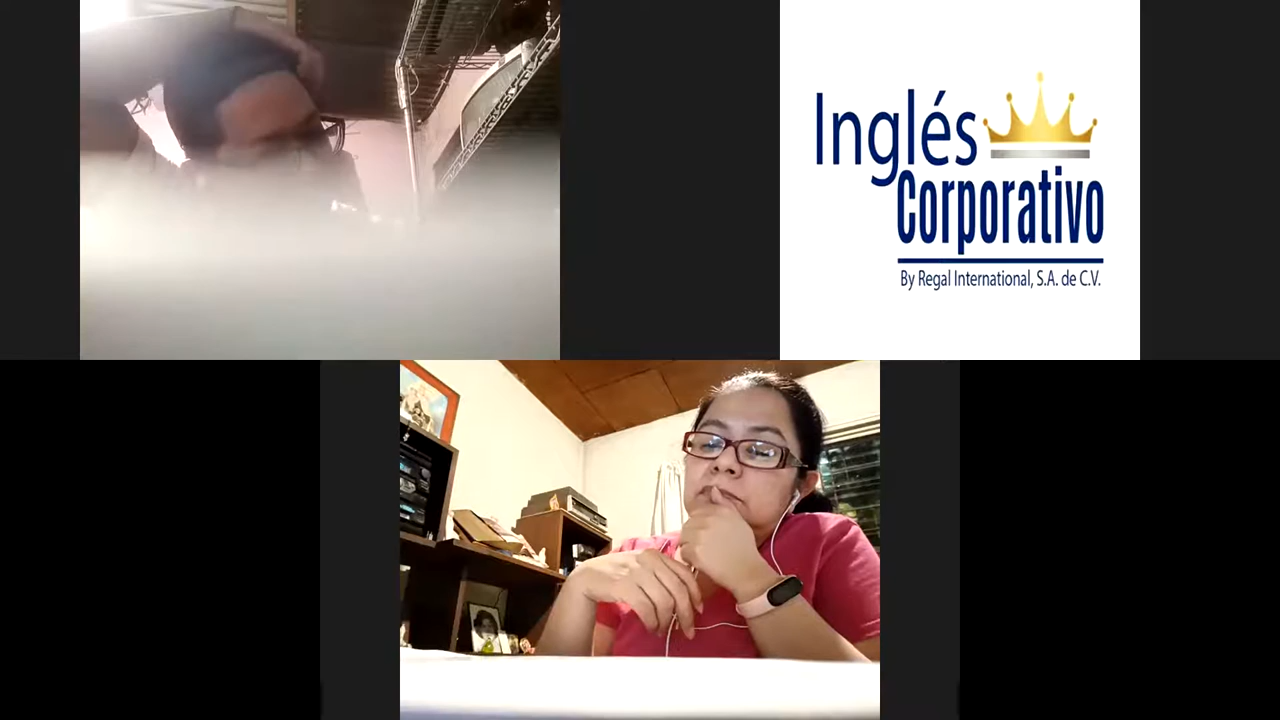 Inglés
Corporativo
By Regal International, S.A. de C.V.